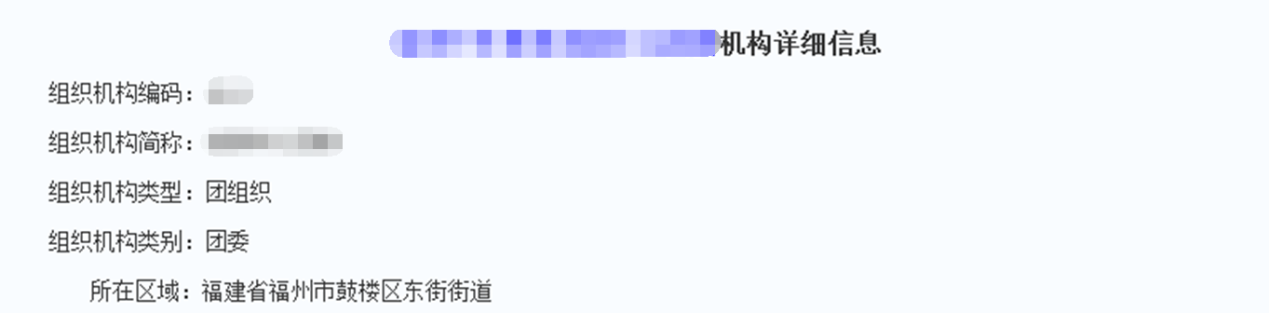 机构详细信息
组织机构编码：
组织机构简称：
组织机构类型：团组织
组织机构类别：团委
所在区域：福建省福州市鼓楼区东街街道